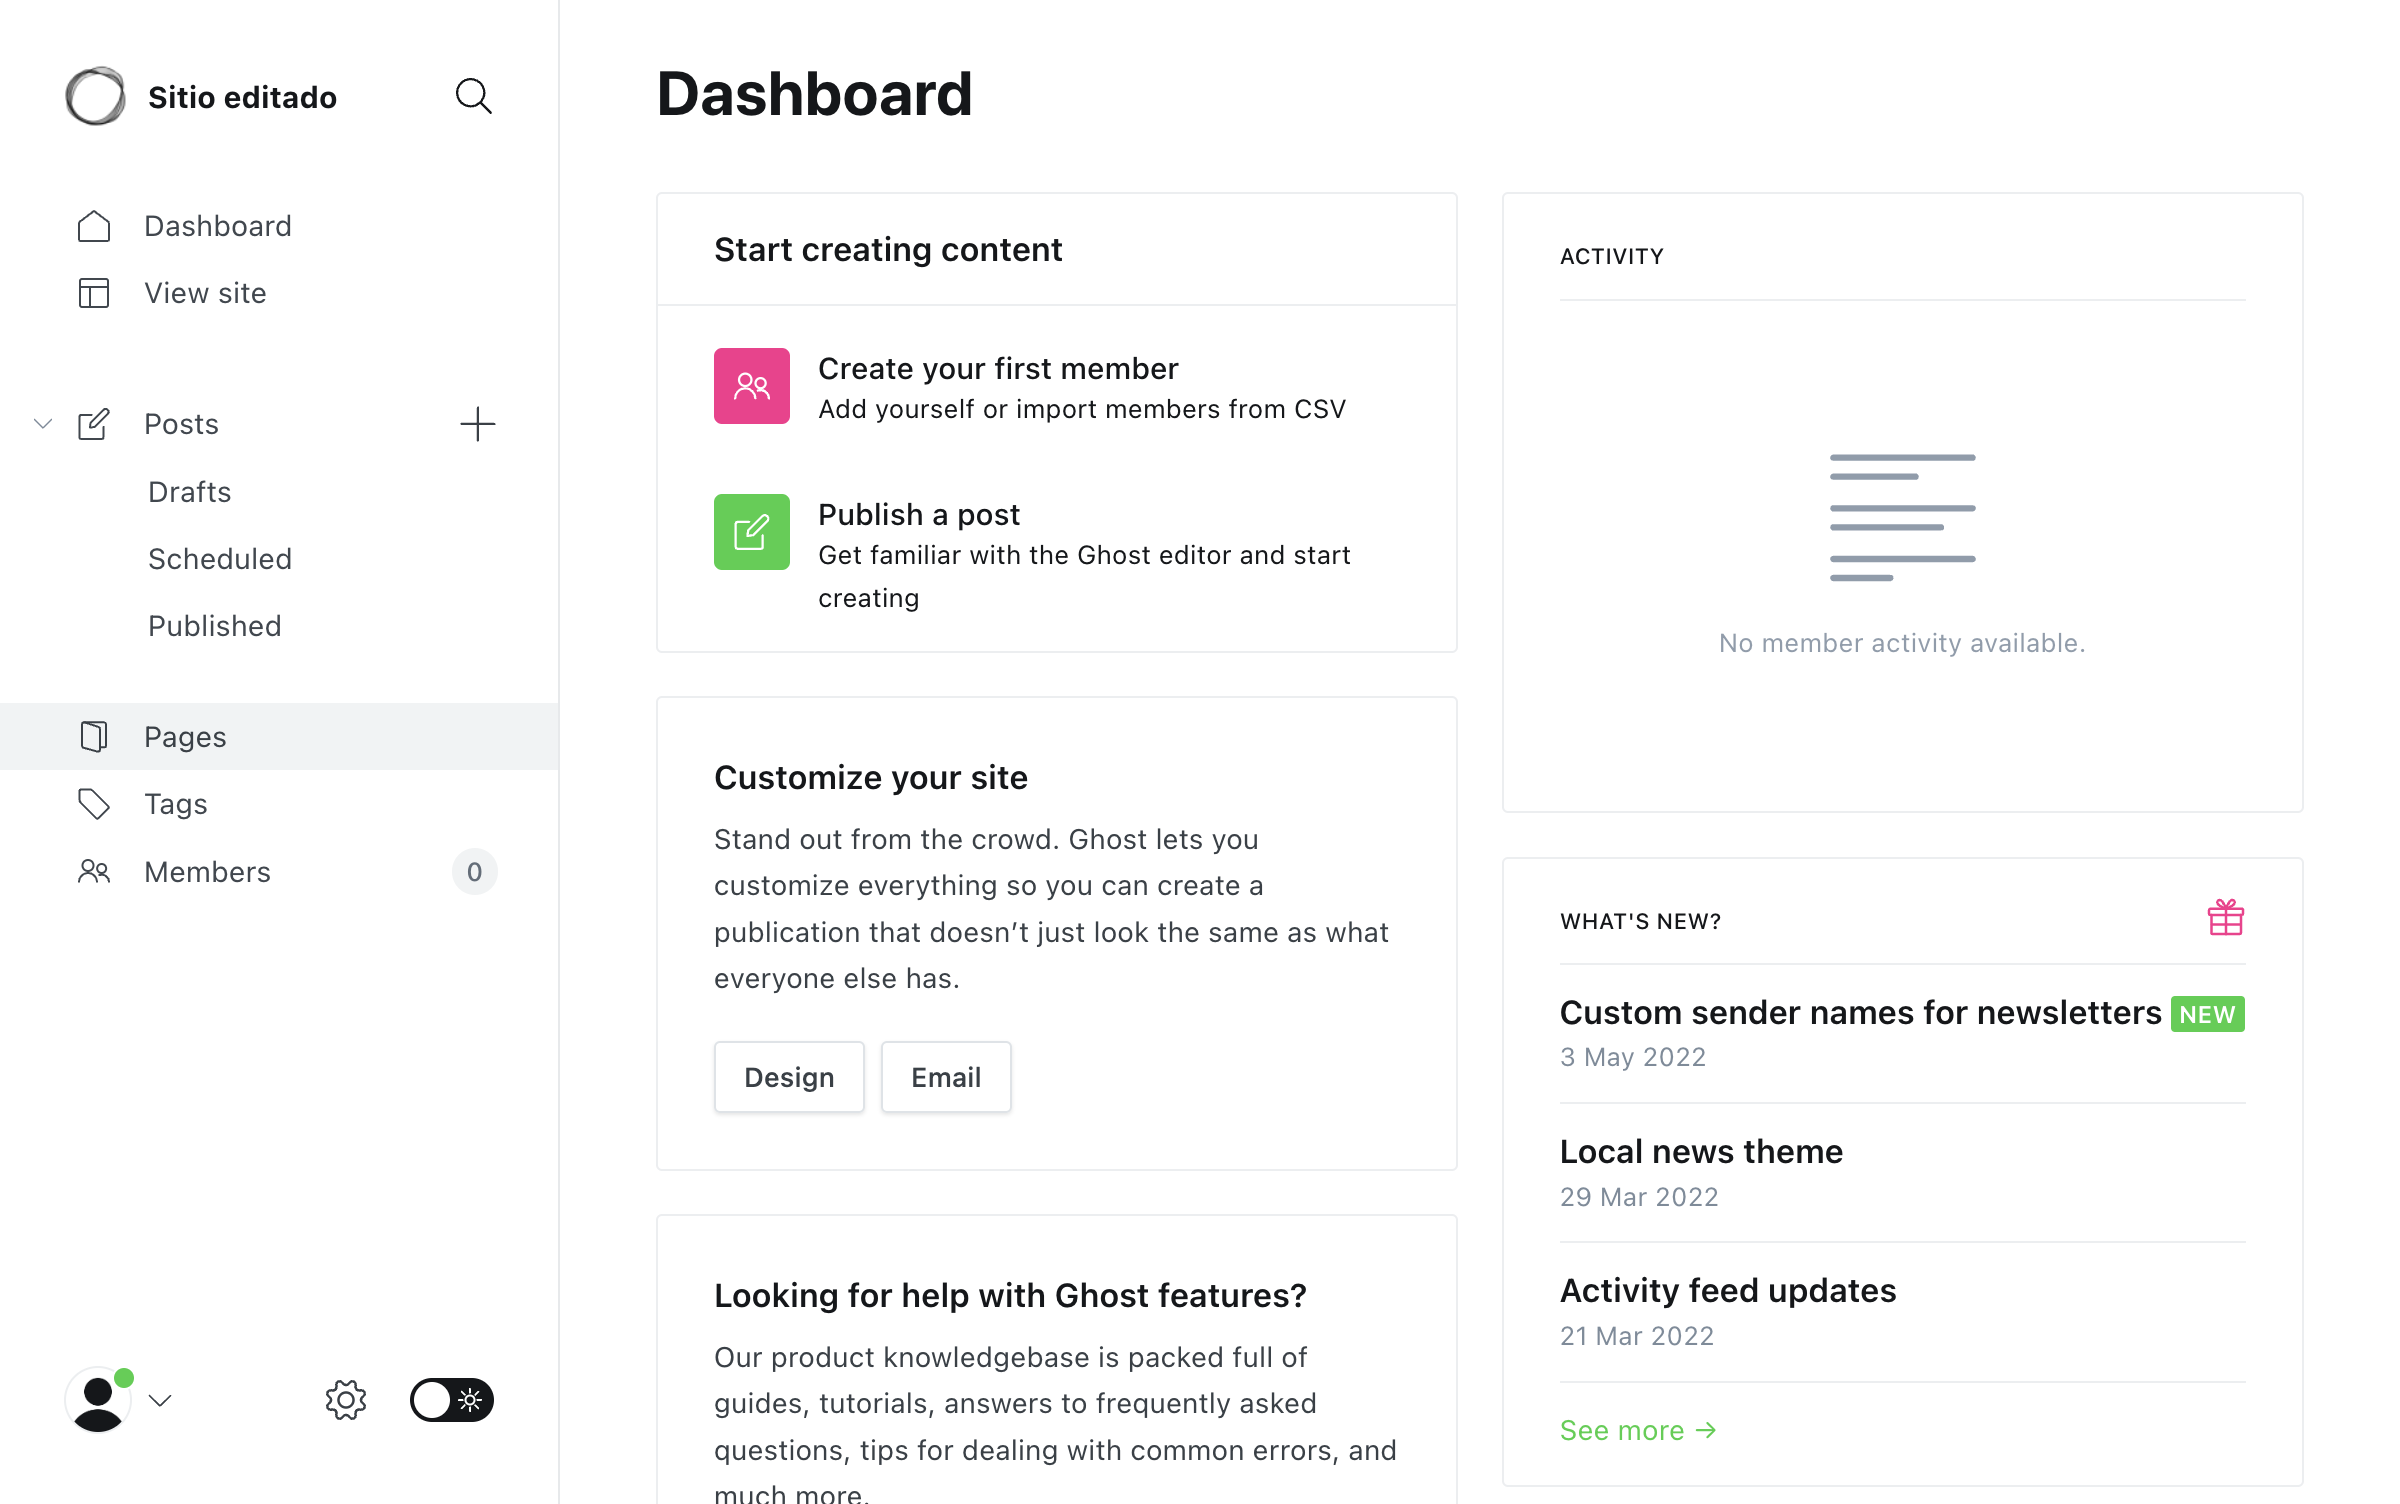 Sitio editado
Dashboard
View site
Posts
Drafts
Scheduled
Published
Pages
Tags
Members
0
Dashboard
Start creating content
Create your first member
Add yourself or import members from CSV
Publish a post
Get familiar with the Ghost editor and start
creating
Customize your site
Stand out from the crowd. Ghost lets you
customize everything so you can create a
publication that doesn’t just look the same as what
everyone else has.
Design
Email
Looking for help with Ghost features?
Our product knowledgebase is packed full of
guides, tutorials, answers to frequently asked
questions, tips for dealing with common errors, and
much more.
ACTIVITY
No member activity available.
WHAT'S NEW?
Custom sender names for newsletters NEW
3 May 2022
Local news theme
29 Mar 2022
Activity feed updates
21 Mar 2022
See more →